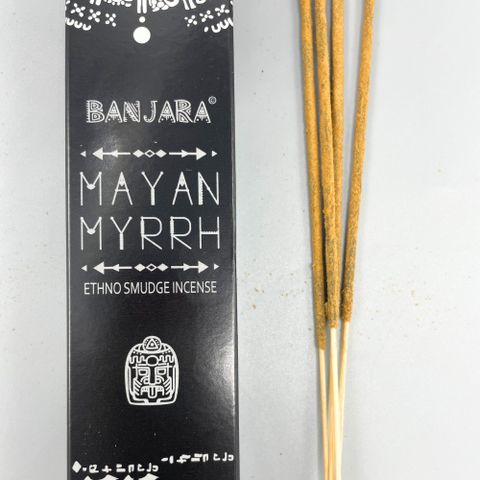 BANJARA©
MAYAN
MYRRH
ETHNO SMUDGE INCENSE